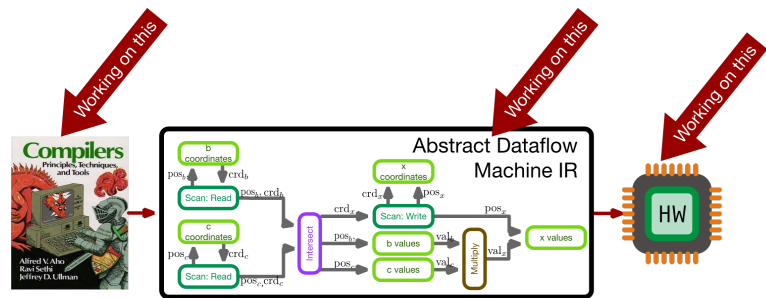 Working on this
Working on this
Working on this
Compilers
Principles, Techniques,
and Tools
Alfred V. Aho
Ravi Sethi
Jeffrey D. Ullman
Abstract Dataflow
Machine IR
b
coordinates
pos_b
crd_b
Scan: Read
pos_b, crd_b
c
coordinates
pos_c
crd_c
Scan: Read
pos_c, crd_c
Intersect
x
coordinates
crd_x
pos_x
crd_x
Scan: Write
pos_x
pos_b
b values
val_b
pos_c
c values
val_c
Multiply
val_x
x values
HW